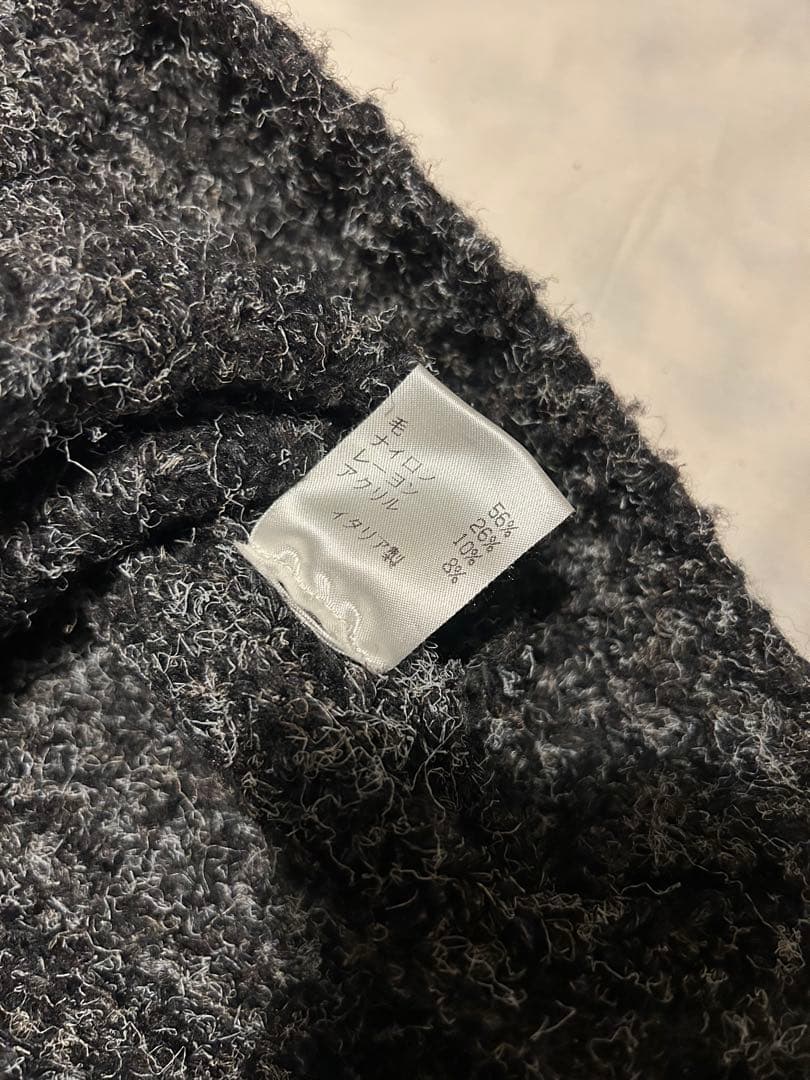 毛 56%
ナイロン 26%
レーヨン 10%
アクリル 8%
イタリア製